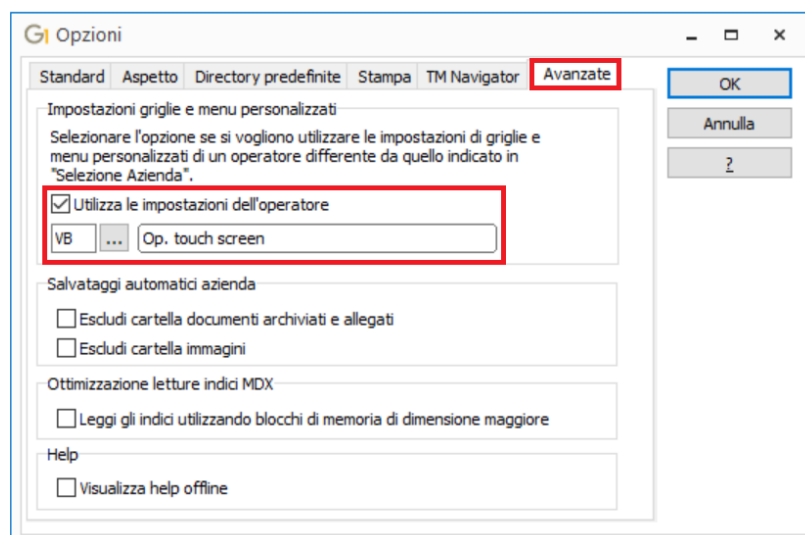 G1 Opzioni
Standard Aspetto Directory predefinite Stampa TM Navigator Avanzate
OK
Annulla
?
Impostazioni griglie e menu personalizzati
Selezionare l'opzione se si vogliono utilizzare le impostazioni di griglie e
menu personalizzati di un operatore differente da quello indicato in
"Selezione Azienda".
Utilizza le impostazioni dell'operatore
VB ... Op. touch screen
Salvataggi automatici azienda
Escludi cartella documenti archiviati e allegati
Escludi cartella immagini
Ottimizzazione letture indici MDX
Leggi gli indici utilizzando blocchi di memoria di dimensione maggiore
Help
Visualizza help offline